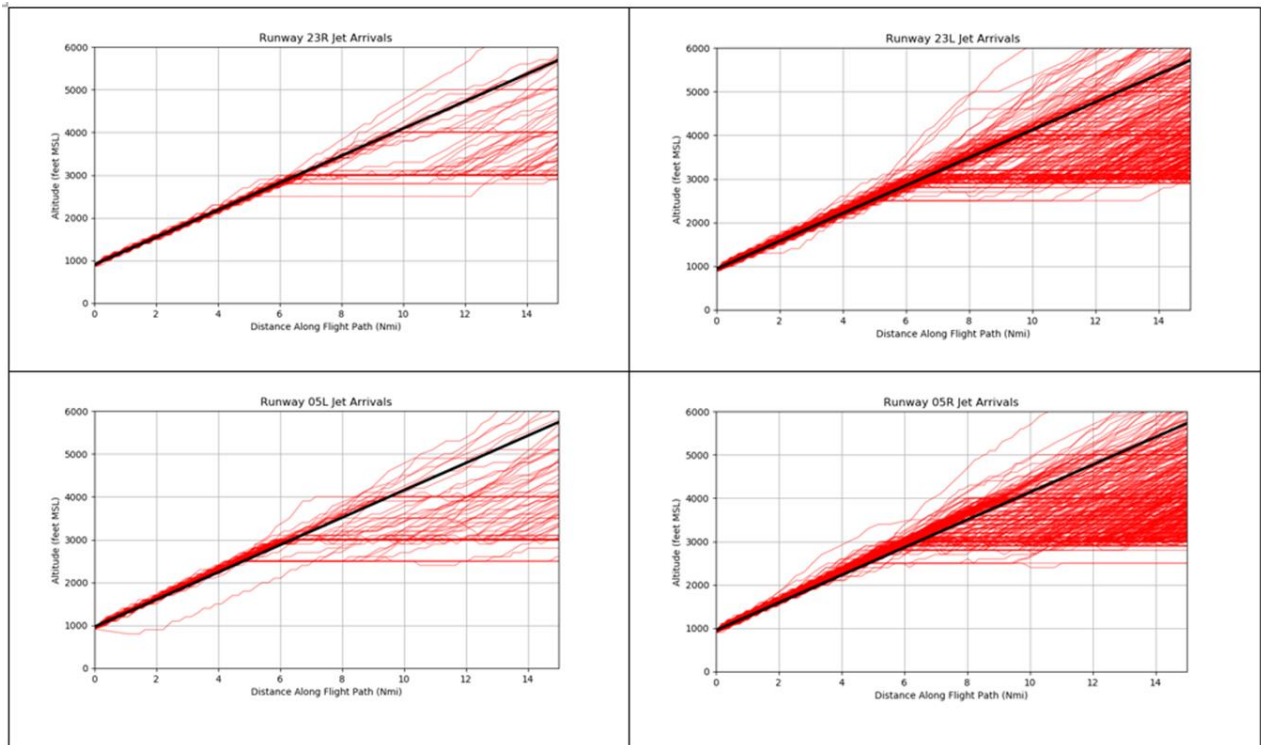 Runway 23R Jet Arrivals
6000
5000
4000
3000
2000
1000
0
Altitude (feet MSL)
0 2 4 6 8 10 12 14
Distance Along Flight Path (Nmi)
Runway 23L Jet Arrivals
6000
5000
4000
3000
2000
1000
0
Altitude (feet MSL)
0 2 4 6 8 10 12 14
Distance Along Flight Path (Nmi)
Runway 05L Jet Arrivals
6000
5000
4000
3000
2000
1000
0
Altitude (feet MSL)
0 2 4 6 8 10 12 14
Distance Along Flight Path (Nmi)
Runway 05R Jet Arrivals
6000
5000
4000
3000
2000
1000
0
Altitude (feet MSL)
0 2 4 6 8 10 12 14
Distance Along Flight Path (Nmi)